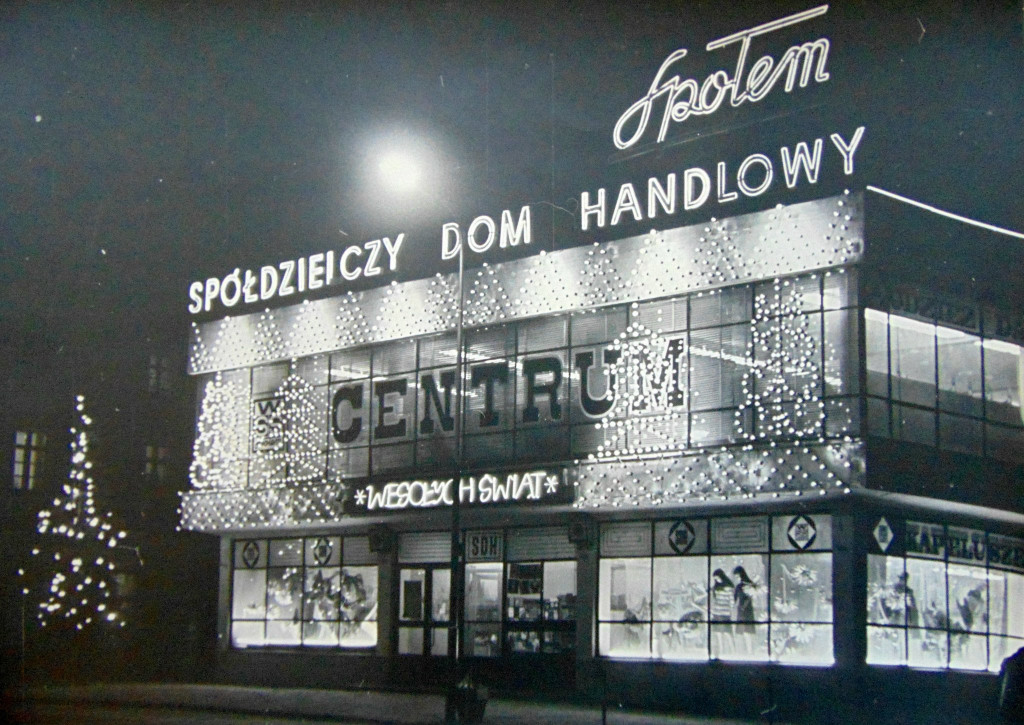 Społem
SPÓŁDZIELCZY DOM HANDLOWY
CENTRUM
*WESOŁYCH ŚWIĄT*
SDH
KAPELUSZE